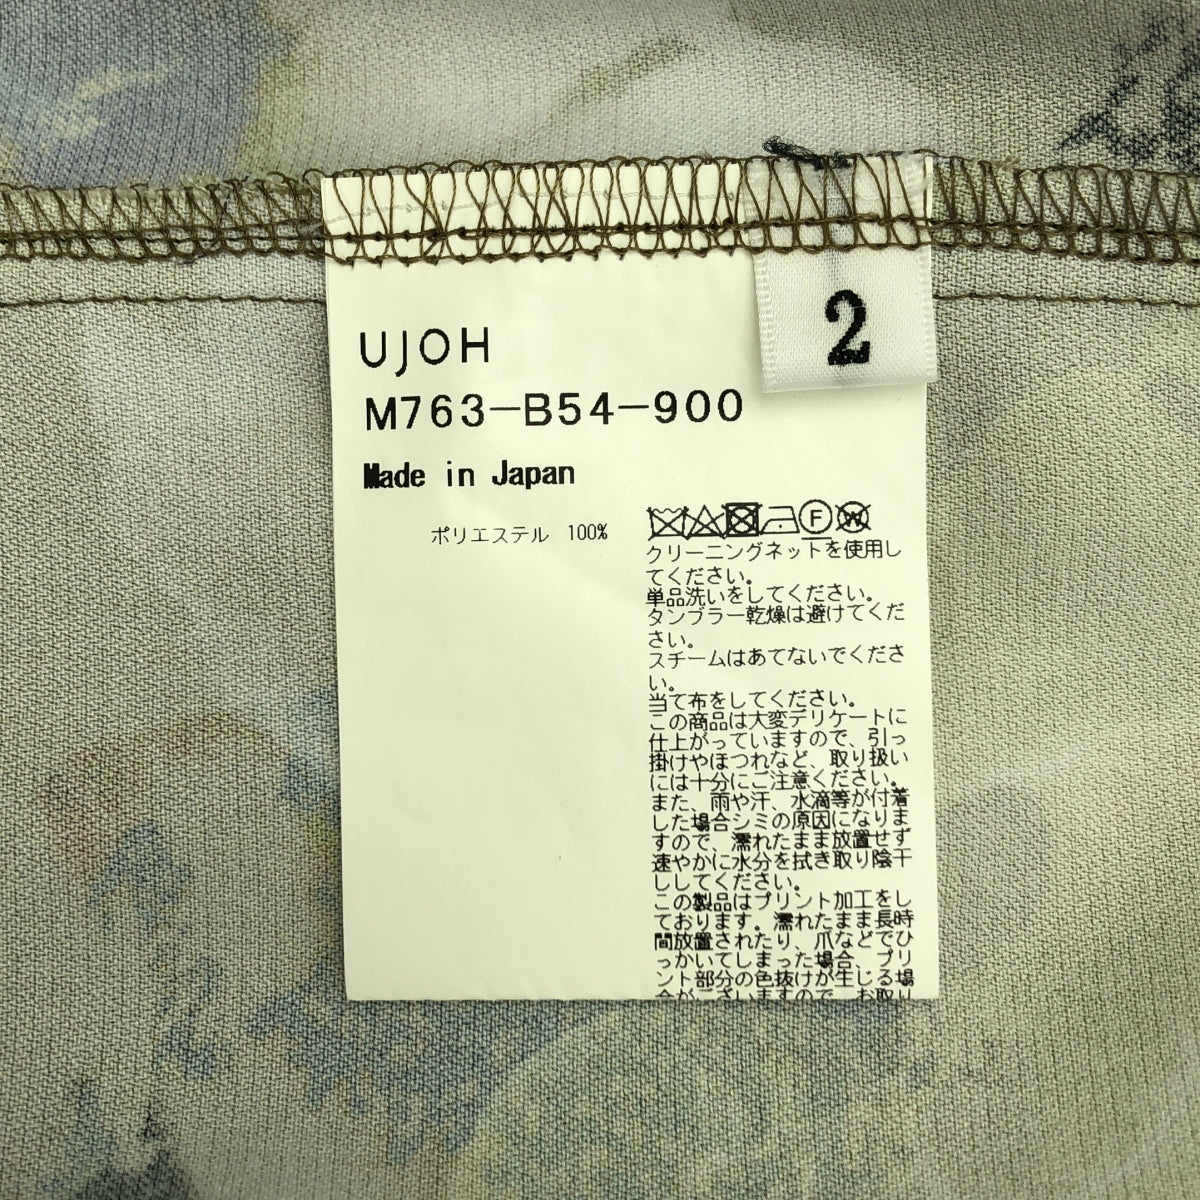 2
UJOH
M763-B54-900
Made in Japan
ポリエステル 100%
F
W
クリーニングネットを使用し
てください。
単品洗いをしてください。
タンブラー乾燥は避けてくだ
さい。
スチームはあてないでくださ
い。
当て布をしてください。
この商品は大変デリケートに
仕上がっていますので、引っ
掛けやほつれなど、取り扱い
には十分にご注意ください。
また、雨や汗、水滴等が付着
した場合シミの原因になりま
すので、濡れたまま放置せず
速やかに水分を拭き取り陰干
ししてください。
この製品はプリント加工をし
ております。濡れたまま長時
間放置されたり、爪などでひ
っかいてしまった場合、プリ
ント部分の色抜けが生じる場
合がございますので、お取り